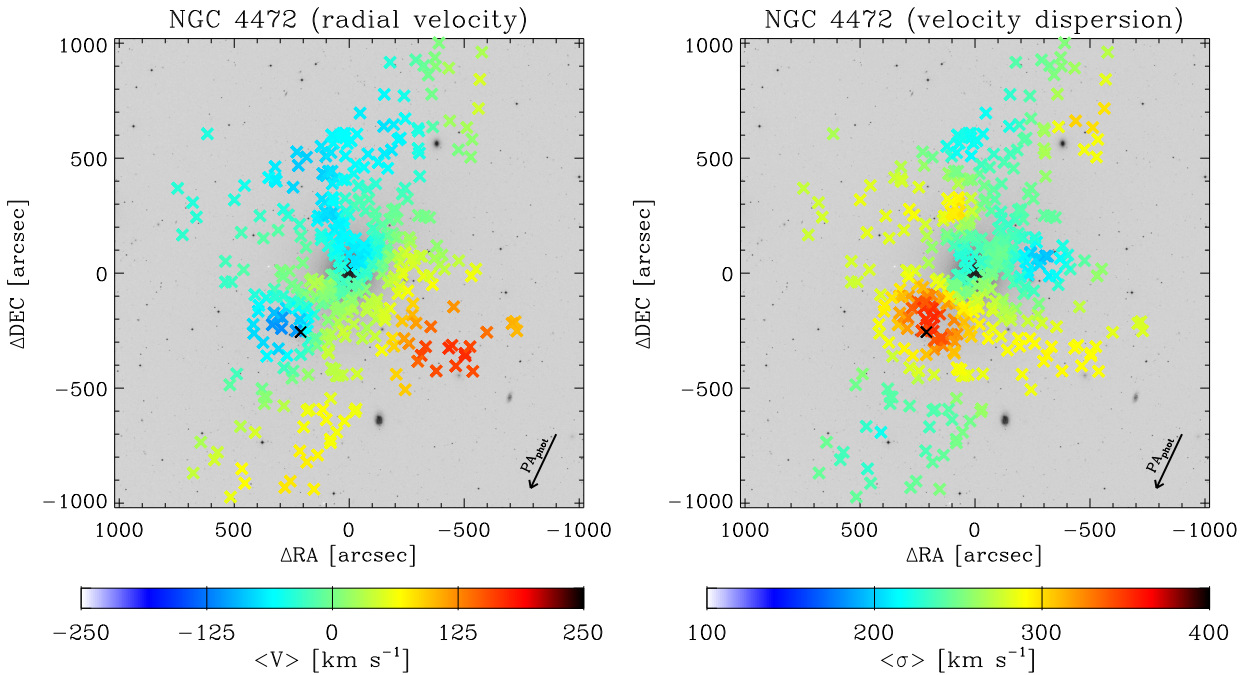 NGC 4472 (radial velocity)
1000
500
0
−500
−1000
ΔDEC [arcsec]
PAphot
1000 500 0 −500 −1000
ΔRA [arcsec]
−250 −125 0 125 250
<V> [km s⁻¹]
NGC 4472 (velocity dispersion)
1000
500
0
−500
−1000
ΔDEC [arcsec]
PAphot
1000 500 0 −500 −1000
ΔRA [arcsec]
100 200 300 400
<σ> [km s⁻¹]